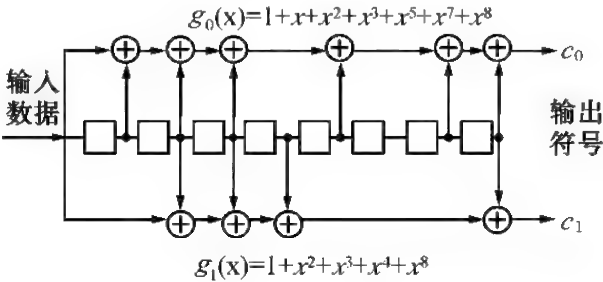 g₀(x)=1+x+x²+x³+x⁵+x⁷+x⁸
c₀
输入
数据
输出
符号
c₁
g₁(x)=1+x²+x³+x⁴+x⁸